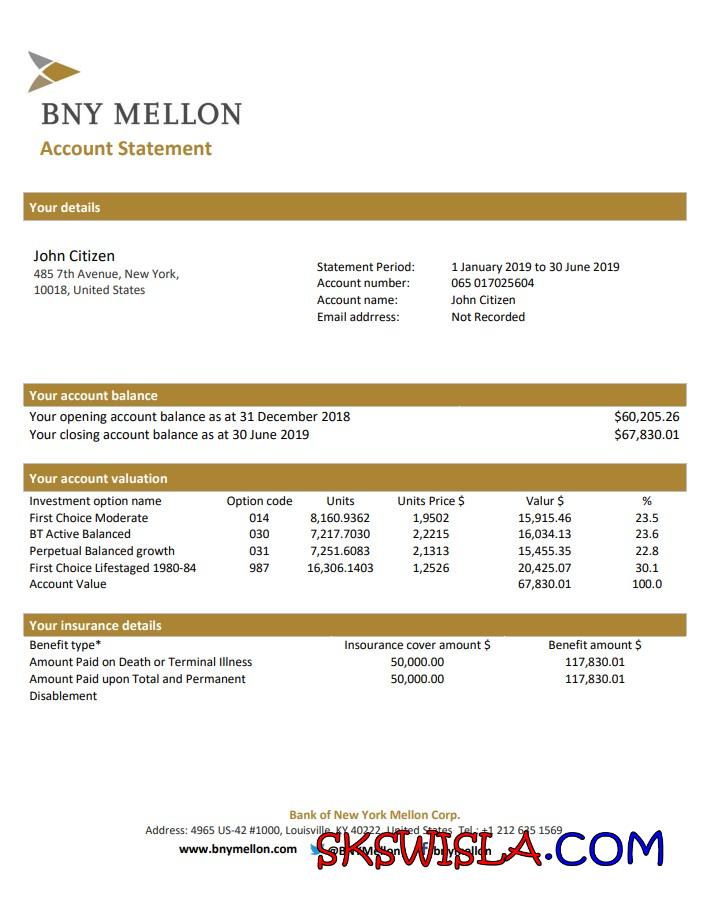 BNY MELLON
Account Statement
Your details
John Citizen
485 7th Avenue, New York,
10018, United States
Statement Period: 1 January 2019 to 30 June 2019
Account number: 065 017025604
Account name: John Citizen
Email addrress: Not Recorded
Your account balance
Your opening account balance as at 31 December 2018 $60,205.26
Your closing account balance as at 30 June 2019 $67,830.01
Your account valuation
Investment option name Option code Units Units Price $ Valur $ %
First Choice Moderate 014 8,160.9362 1,9502 15,915.46 23.5
BT Active Balanced 030 7,217.7030 2,2215 16,034.13 23.6
Perpetual Balanced growth 031 7,251.6083 2,1313 15,455.35 22.8
First Choice Lifestaged 1980-84 987 16,306.1403 1,2526 20,425.07 30.1
Account Value 67,830.01 100.0
Your insurance details
Benefit type* Insourance cover amount $ Benefit amount $
Amount Paid on Death or Terminal Illness 50,000.00 117,830.01
Amount Paid upon Total and Permanent 50,000.00 117,830.01
Disablement
Bank of New York Mellon Corp.
Address: 4965 US-42 #1000, Louisville, KY 40222, United States Tel.: +1 212 635 1569
www.bnymellon.com @BNYMellon bnymellon
SKSWISLA.COM